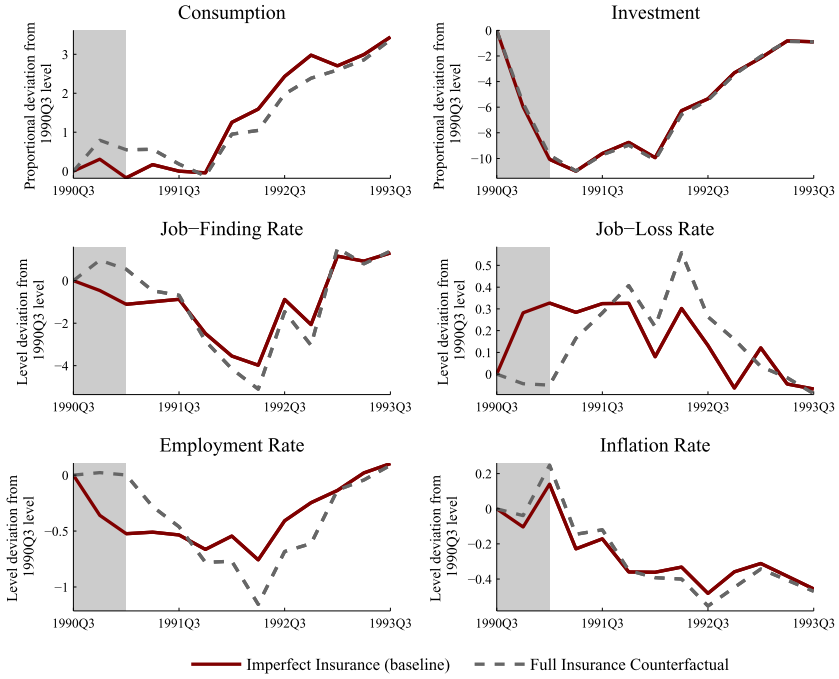 Consumption
Proportional deviation from
1990Q3 level
3
2
1
0
1990Q3
1991Q3
1992Q3
1993Q3
Investment
Proportional deviation from
1990Q3 level
0
−2
−4
−6
−8
−10
1990Q3
1991Q3
1992Q3
1993Q3
Job−Finding Rate
Level deviation from
1990Q3 level
0
−2
−4
1990Q3
1991Q3
1992Q3
1993Q3
Job−Loss Rate
Level deviation from
1990Q3 level
0.5
0.4
0.3
0.2
0.1
0
1990Q3
1991Q3
1992Q3
1993Q3
Employment Rate
Level deviation from
1990Q3 level
0
−0.5
−1
1990Q3
1991Q3
1992Q3
1993Q3
Inflation Rate
Level deviation from
1990Q3 level
0.2
0
−0.2
−0.4
1990Q3
1991Q3
1992Q3
1993Q3
Imperfect Insurance (baseline)
Full Insurance Counterfactual